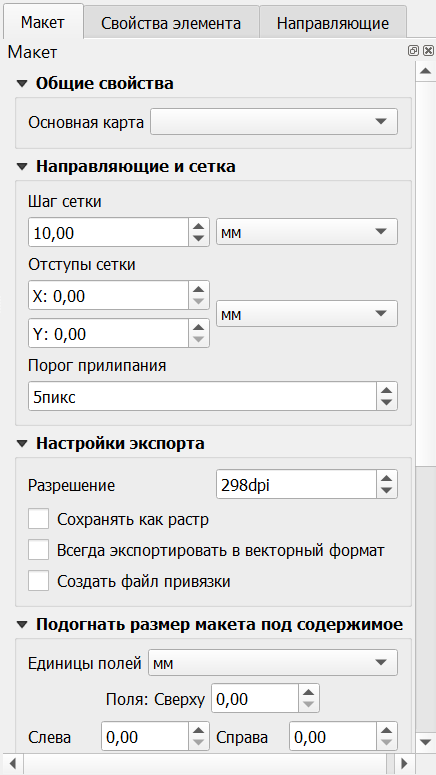 Макет Свойства элемента Направляющие
Макет
Общие свойства
Основная карта
Направляющие и сетка
Шаг сетки
10,00 мм
Отступы сетки
X: 0,00
мм
Y: 0,00
Порог прилипания
5пикс
Настройки экспорта
Разрешение 298dpi
Сохранять как растр
Всегда экспортировать в векторный формат
Создать файл привязки
Подогнать размер макета под содержимое
Единицы полей мм
Поля: Сверху 0,00
Слева 0,00 Справа 0,00